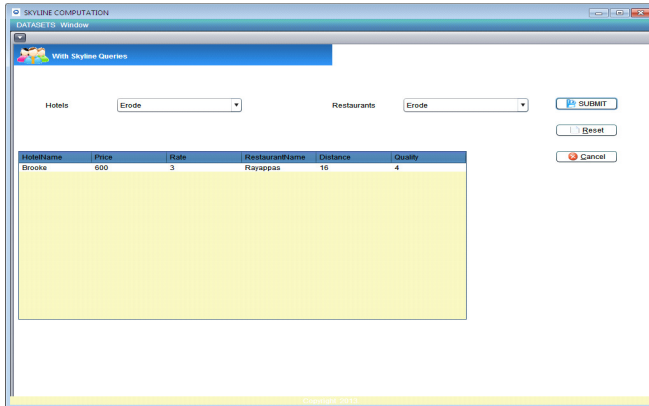 SKYLINE COMPUTATION
DATASETS Window
With Skyline Queries
Hotels Erode Restaurants Erode SUBMIT
Reset
HotelName Price Rate RestaurantName Distance Quality Cancel
Brooke 600 3 Rayappas 16 4